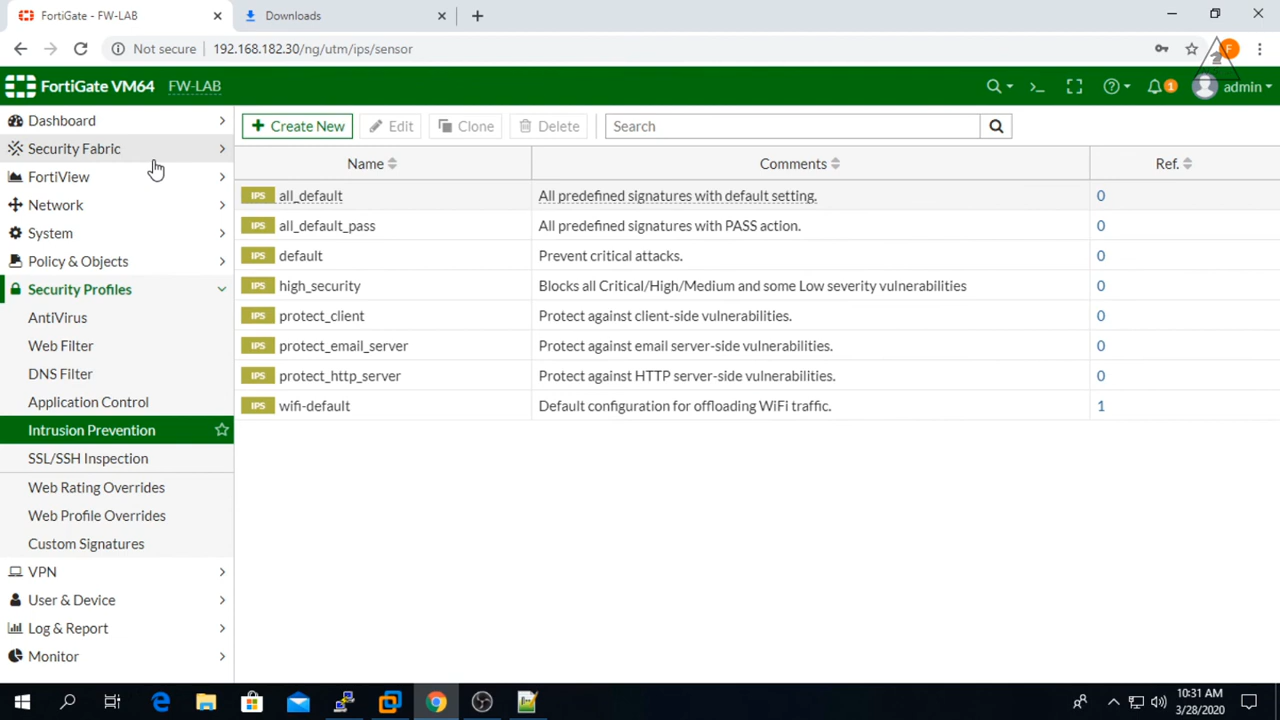 FortiGate - FW-LAB
Downloads
Not secure
192.168.182.30/ng/utm/ips/sensor
F
FortiGate VM64
FW-LAB
1
admin
Dashboard
Security Fabric
FortiView
Network
System
Policy & Objects
Security Profiles
AntiVirus
Web Filter
DNS Filter
Application Control
Intrusion Prevention
SSL/SSH Inspection
Web Rating Overrides
Web Profile Overrides
Custom Signatures
VPN
User & Device
Log & Report
Monitor
+ Create New Edit Clone Delete Search
Name Comments Ref.
IPS all_default All predefined signatures with default setting. 0
IPS all_default_pass All predefined signatures with PASS action. 0
IPS default Prevent critical attacks. 0
IPS high_security Blocks all Critical/High/Medium and some Low severity vulnerabilities 0
IPS protect_client Protect against client-side vulnerabilities. 0
IPS protect_email_server Protect against email server-side vulnerabilities. 0
IPS protect_http_server Protect against HTTP server-side vulnerabilities. 0
IPS wifi-default Default configuration for offloading WiFi traffic. 1
10:31 AM
3/28/2020